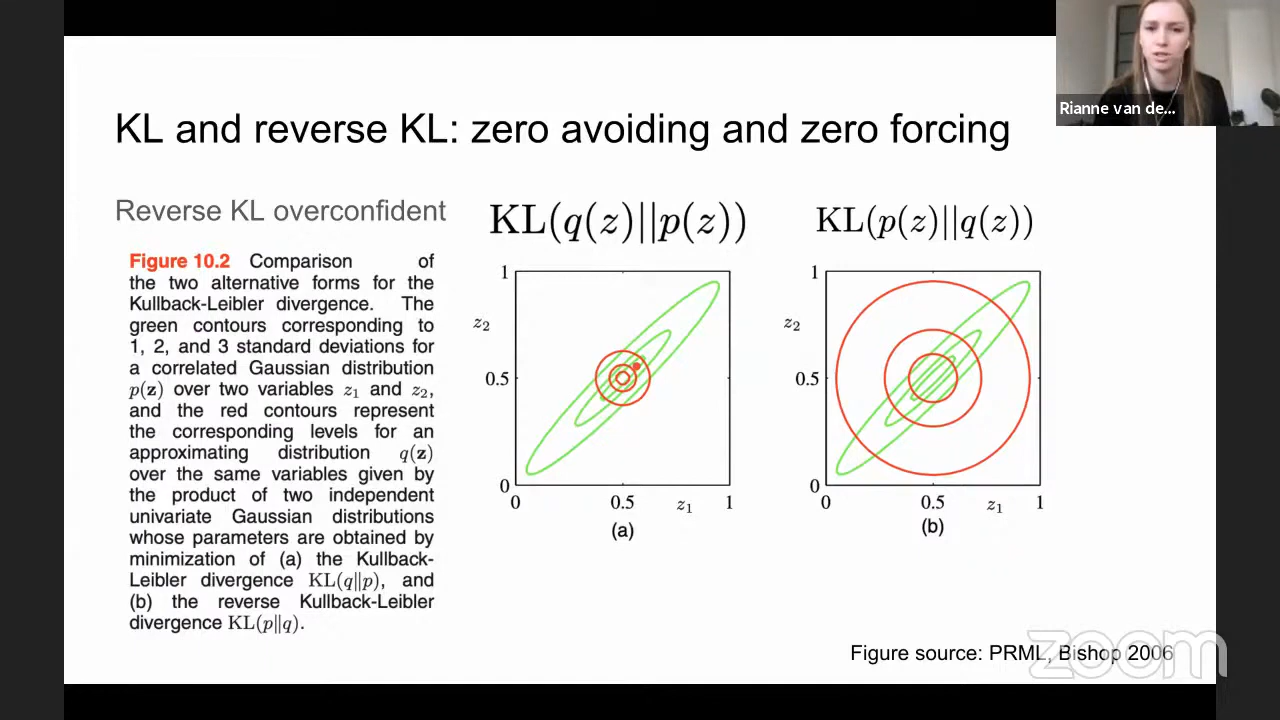 Rianne van de...
KL and reverse KL: zero avoiding and zero forcing
Reverse KL overconfident
Figure 10.2 Comparison of
the two alternative forms for the
Kullback-Leibler divergence. The
green contours corresponding to
1, 2, and 3 standard deviations for
a correlated Gaussian distribution
p(z) over two variables z₁ and z₂,
and the red contours represent
the corresponding levels for an
approximating distribution q(z)
over the same variables given by
the product of two independent
univariate Gaussian distributions
whose parameters are obtained by
minimization of (a) the Kullback-
Leibler divergence KL(q‖p), and
(b) the reverse Kullback-Leibler
divergence KL(p‖q).
KL(q(z)||p(z))
1
z₂
0.5
0
0 0.5 z₁ 1
(a)
KL(p(z)||q(z))
1
z₂
0.5
0
0 0.5 z₁ 1
(b)
Figure source: PRML, Bishop 2006
zoom